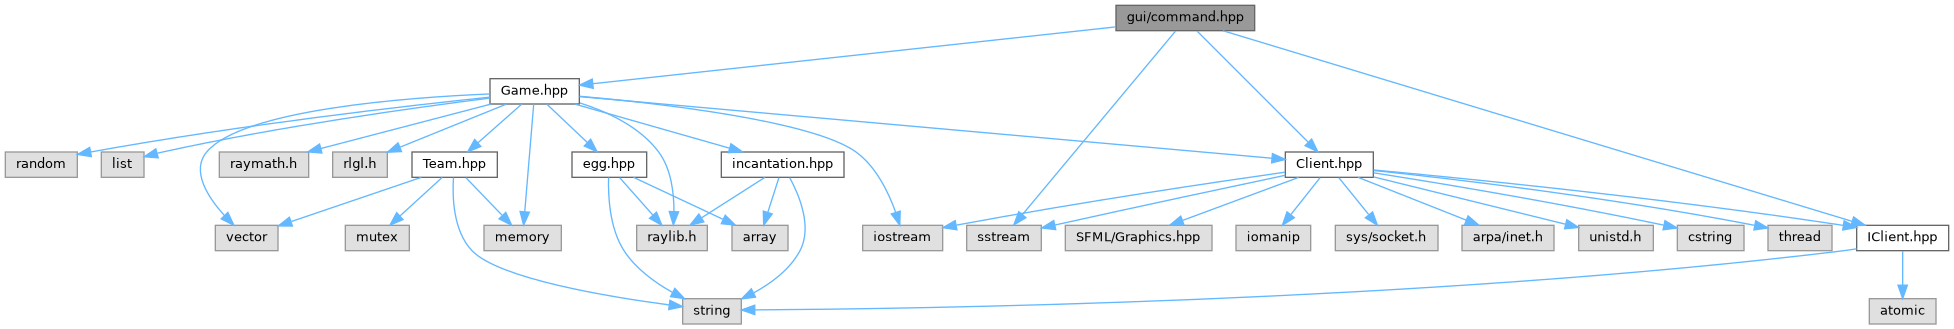 gui/command.hpp
Game.hpp
random
list
raymath.h
rlgl.h
Team.hpp
egg.hpp
incantation.hpp
Client.hpp
vector
mutex
memory
raylib.h
array
iostream
sstream
SFML/Graphics.hpp
iomanip
sys/socket.h
arpa/inet.h
unistd.h
cstring
thread
IClient.hpp
string
atomic